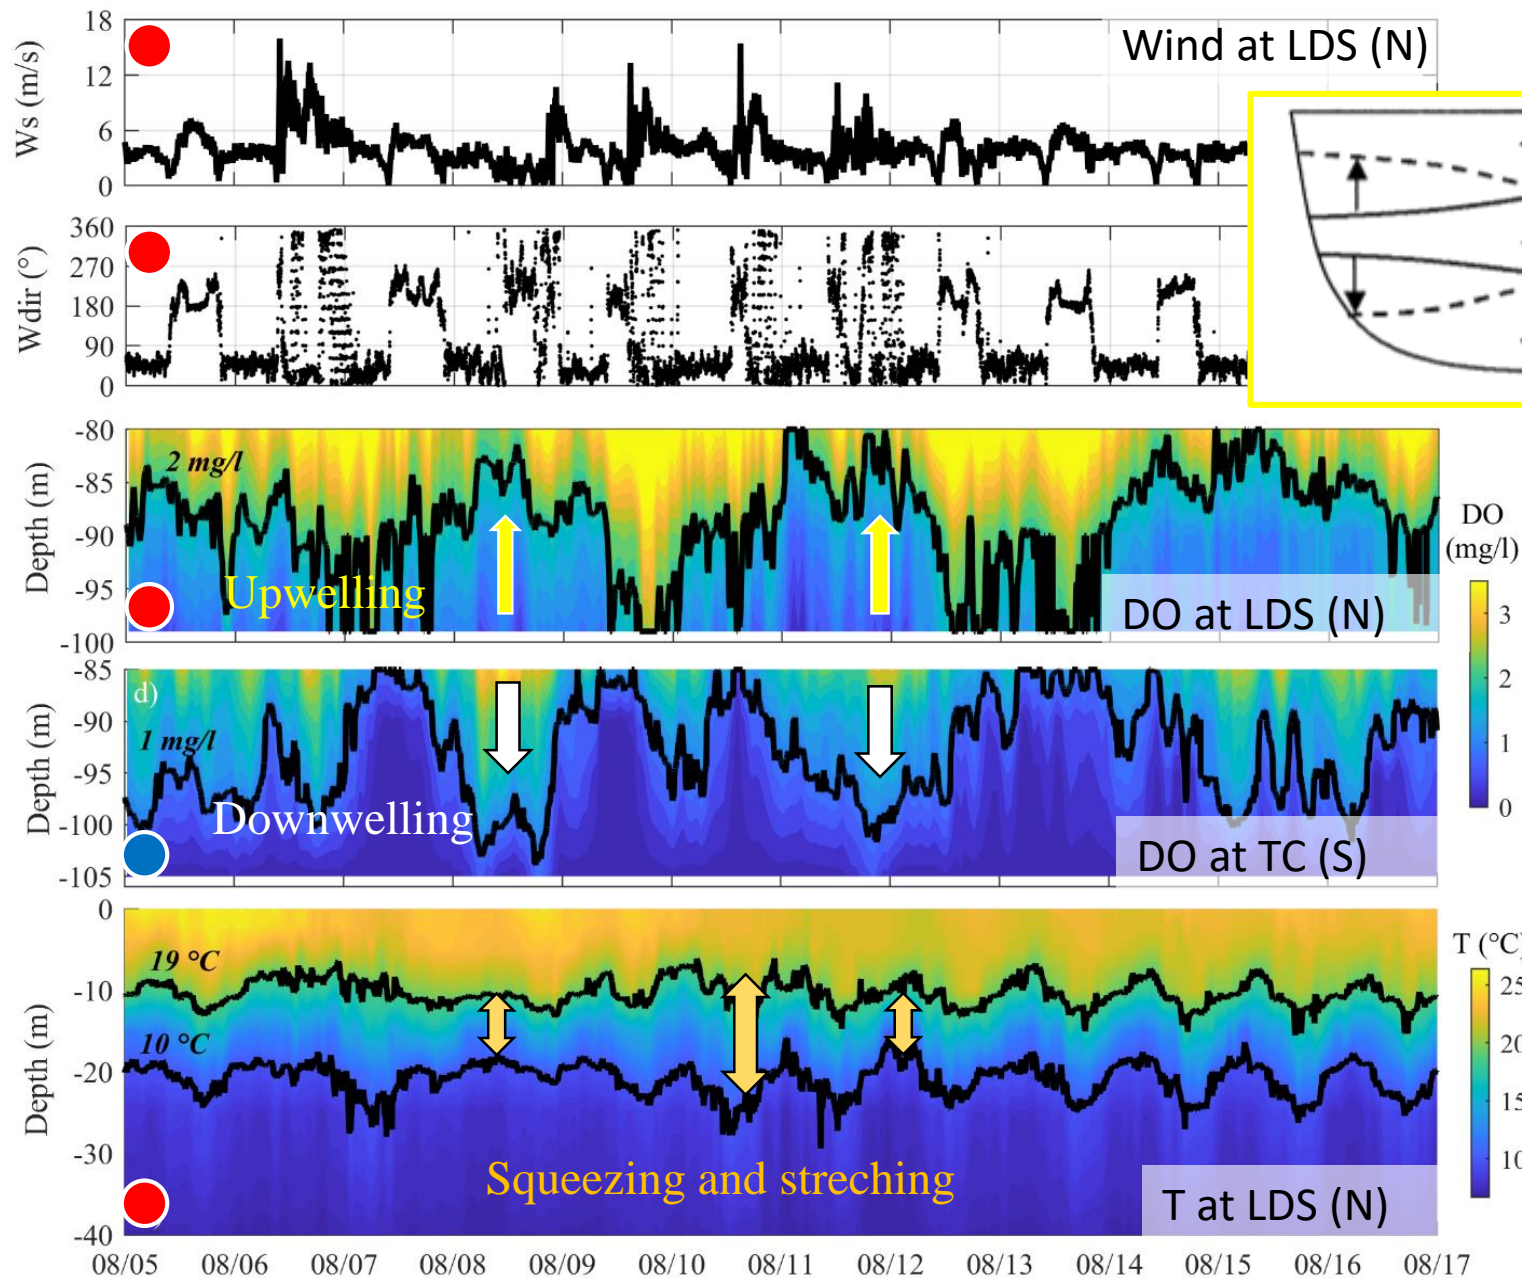 18
12
6
0
Ws (m/s)
Wind at LDS (N)
360
270
180
90
0
Wdir (°)
-80
-85
-90
-95
-100
Depth (m)
2 mg/l
Upwelling
DO at LDS (N)
DO
(mg/l)
3
2
1
0
-85
-90
-95
-100
-105
Depth (m)
d)
1 mg/l
Downwelling
DO at TC (S)
0
-10
-20
-30
-40
Depth (m)
19 °C
10 °C
Squeezing and streching
T at LDS (N)
T (°C)
25
20
15
10
08/05 08/06 08/07 08/08 08/09 08/10 08/11 08/12 08/13 08/14 08/15 08/16 08/17